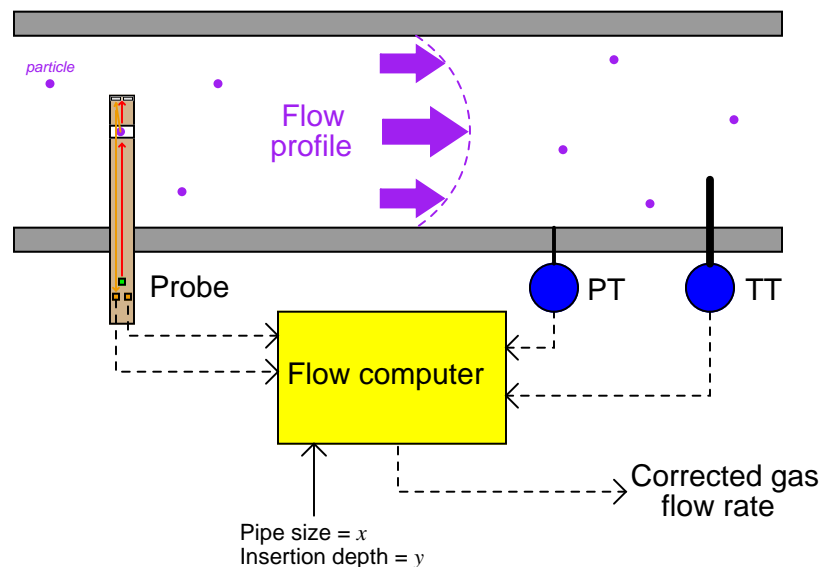 particle
Flow
profile
Probe
PT
TT
Flow computer
Corrected gas
flow rate
Pipe size = x
Insertion depth = y